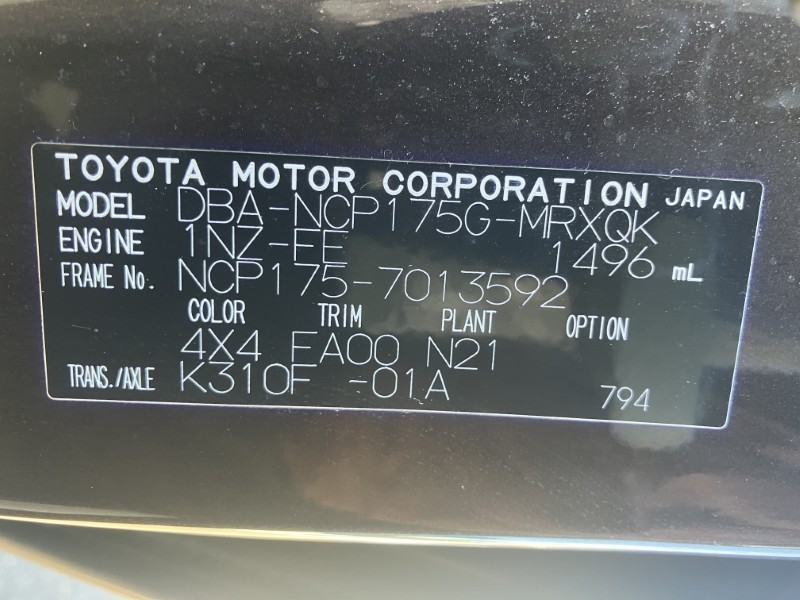 TOYOTA MOTOR CORPORATION JAPAN
MODEL DBA-NCP175G-MRXQK
ENGINE 1NZ-FE 1496 mL
FRAME No. NCP175-7013592
COLOR TRIM PLANT OPTION
4X4 FA00 N21
TRANS./AXLE K310F -01A 794